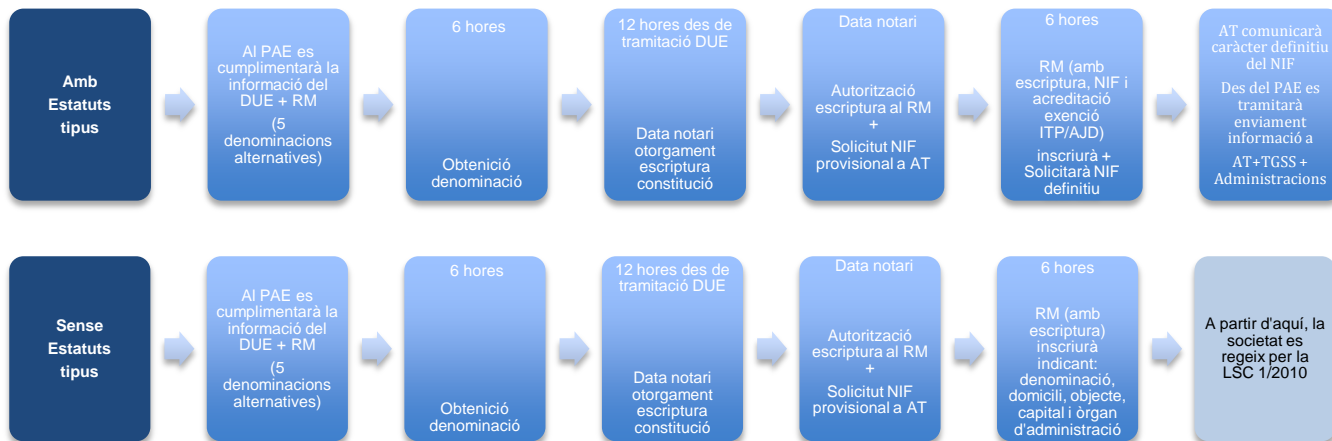 Amb
Estatuts
tipus
Al PAE es
cumplimentarà la
informació del
DUE + RM
(5
denominacions
alternatives)
6 hores
Obtenició
denominació
12 hores des de
tramitació DUE
Data notari
otorgament
escriptura
constitució
Data notari
Autorització
escriptura al RM
+
Solicitut NIF
provisional a AT
6 hores
RM (amb
escriptura, NIF i
acreditació
exenció
ITP/AJD)
inscriurà +
Solicitarà NIF
definitiu
AT comunicarà
caràcter definitiu
del NIF
Des del PAE es
tramitarà
enviament
informació a
AT+TGSS +
Administracions
Sense
Estatuts
tipus
Al PAE es
cumplimentarà la
informació del
DUE + RM
(5
denominacions
alternatives)
6 hores
Obtenició
denominació
12 hores des de
tramitació DUE
Data notari
otorgament
escriptura
constitució
Data notari
Autorització
escriptura al RM
+
Solicitut NIF
provisional a AT
6 hores
RM (amb
escriptura)
inscriurà
indicant:
denominació,
domicili, objecte,
capital i òrgan
d'administració
A partir d'aquí, la
societat es
regeix per la
LSC 1/2010